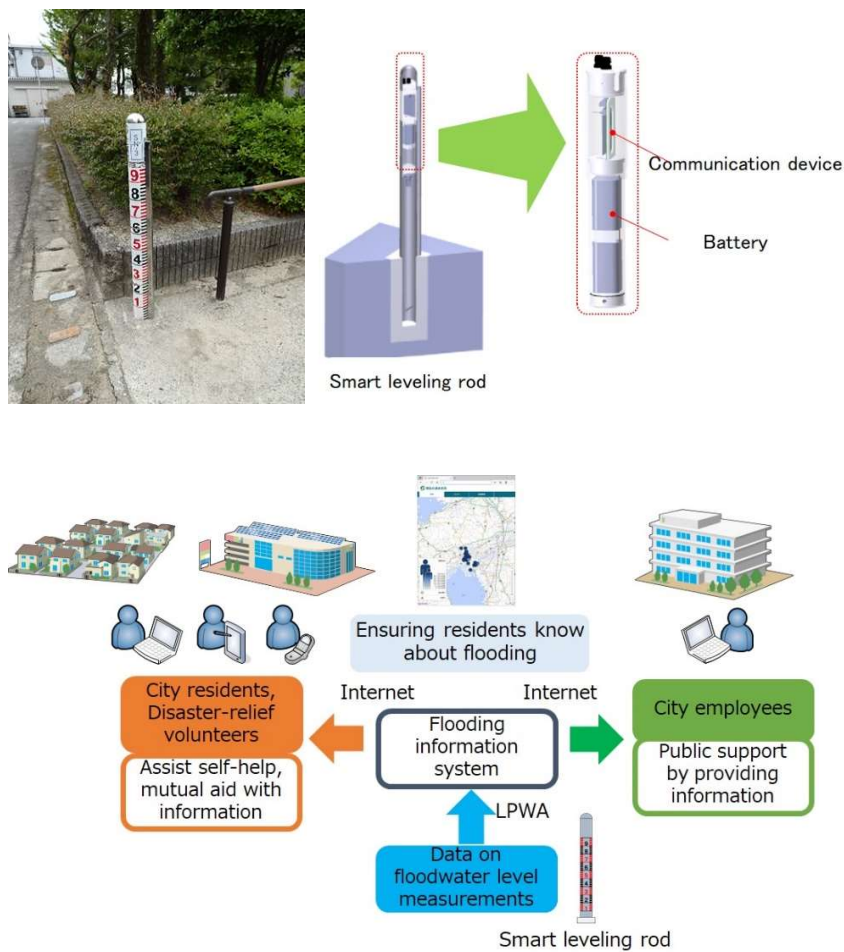 9
8
7
6
5
4
3
2
1
Communication device
Battery
Smart leveling rod
Ensuring residents know
about flooding
City residents,
Disaster-relief
volunteers
Assist self-help,
mutual aid with
information
Internet
Internet
Flooding
information
system
City employees
Public support
by providing
information
LPWA
Data on
floodwater level
measurements
Smart leveling rod